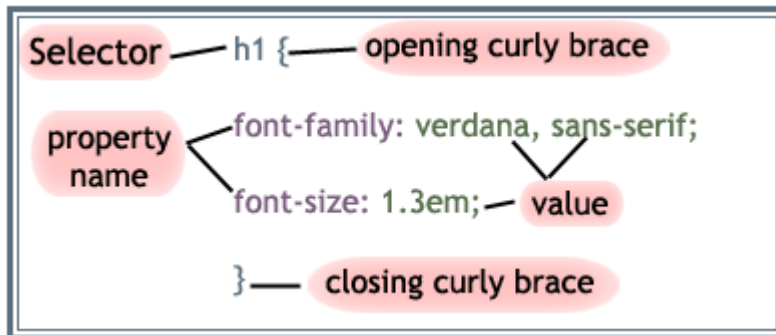 Selector h1 { opening curly brace
property name
font-family: verdana, sans-serif;
font-size: 1.3em; value
} closing curly brace